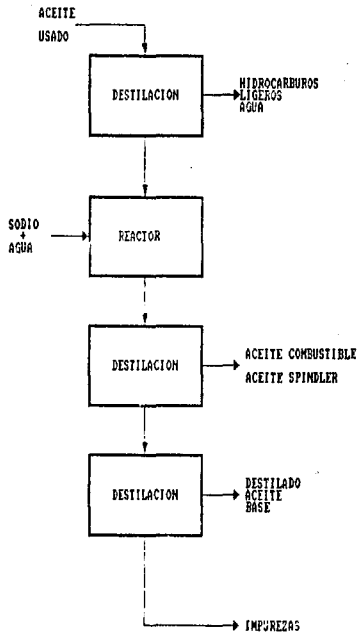 ACEITE
USADO
DESTILACION
HIDROCARBUROS
LIGEROS
AGUA
SODIO
+
AGUA
REACTOR
DESTILACION
ACEITE COMBUSTIBLE
ACEITE SPINDLER
DESTILACION
DESTILADO
ACEITE
BASE
IMPUREZAS